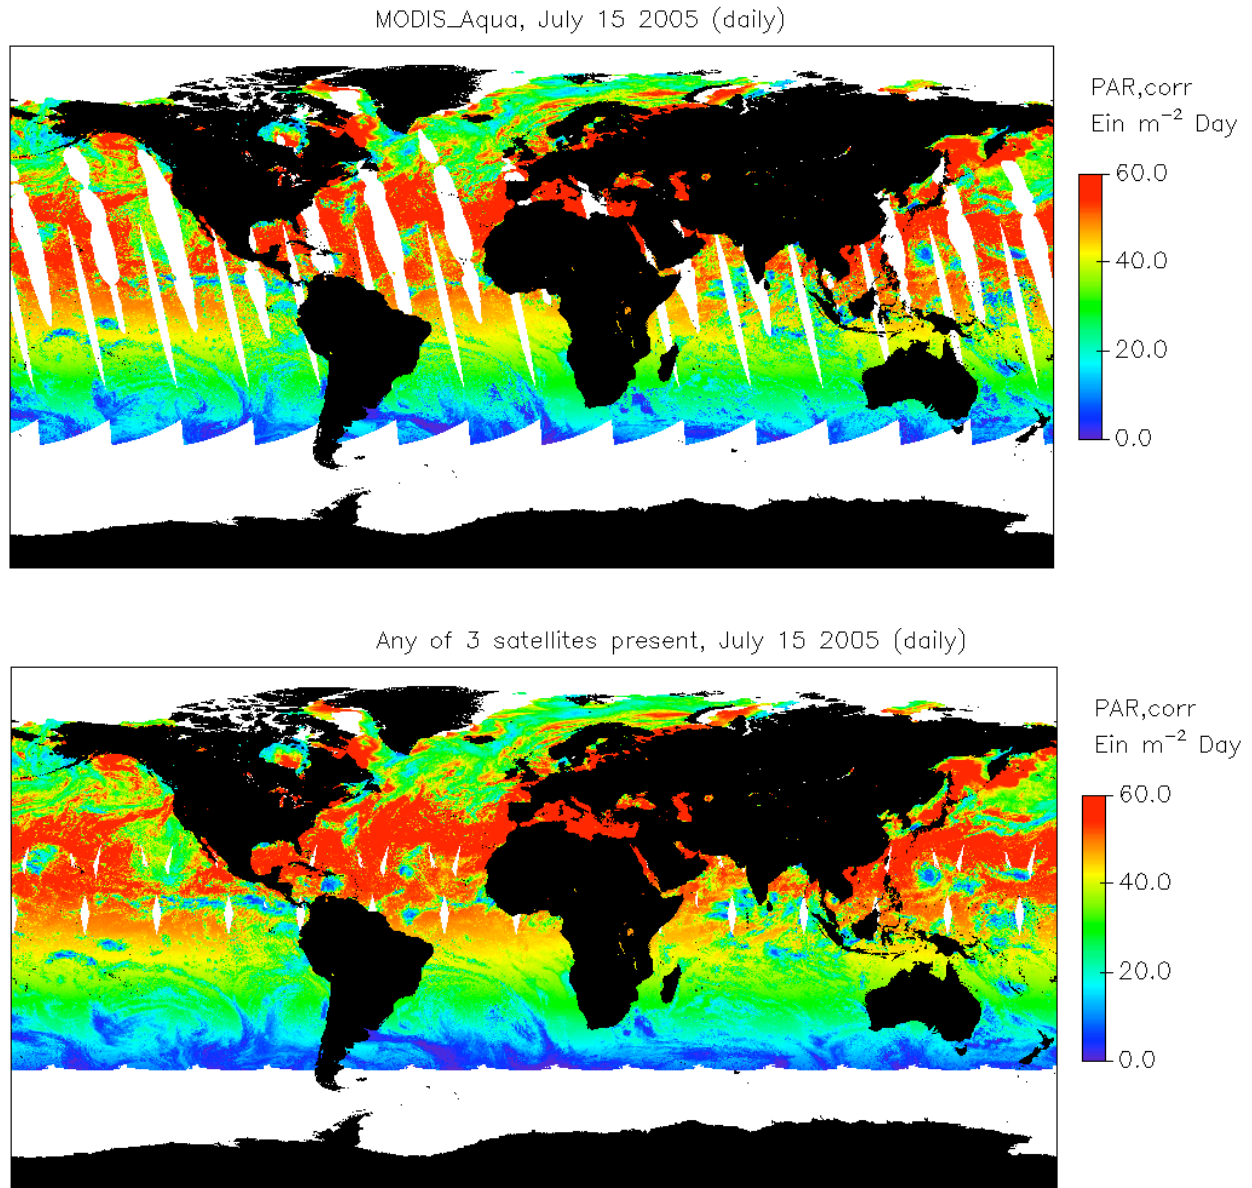 MODIS_Aqua, July 15 2005 (daily)
PAR,corr
Ein m⁻² Day
60.0
40.0
20.0
0.0
Any of 3 satellites present, July 15 2005 (daily)
PAR,corr
Ein m⁻² Day
60.0
40.0
20.0
0.0